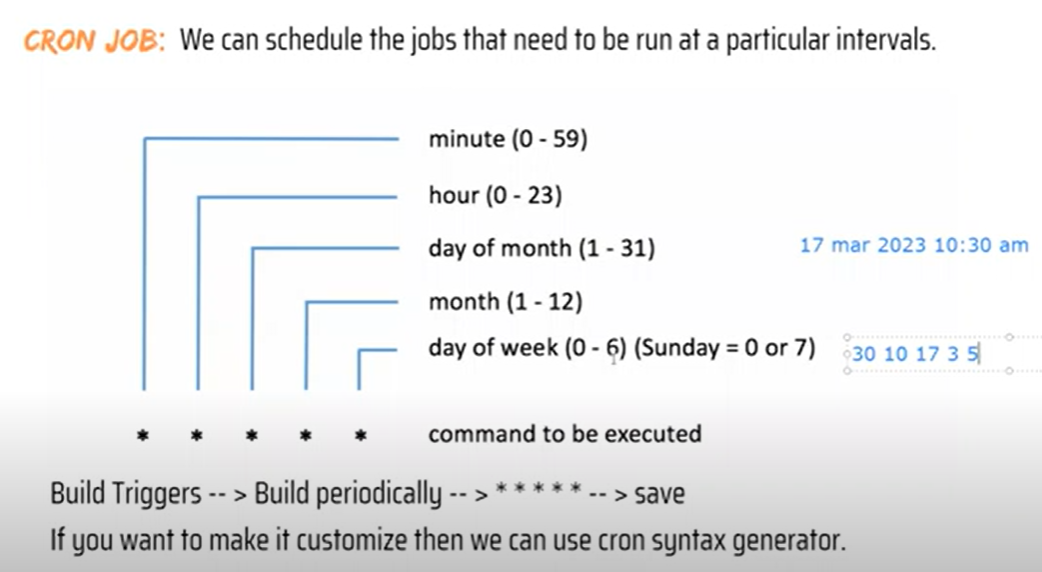 CRON JOB: We can schedule the jobs that need to be run at a particular intervals.
minute (0 - 59)
hour (0 - 23)
day of month (1 - 31)
17 mar 2023 10:30 am
month (1 - 12)
day of week (0 - 6) (Sunday = 0 or 7)
30 10 17 3 5
* * * * * command to be executed
Build Triggers -- > Build periodically -- > * * * * * -- > save
If you want to make it customize then we can use cron syntax generator.